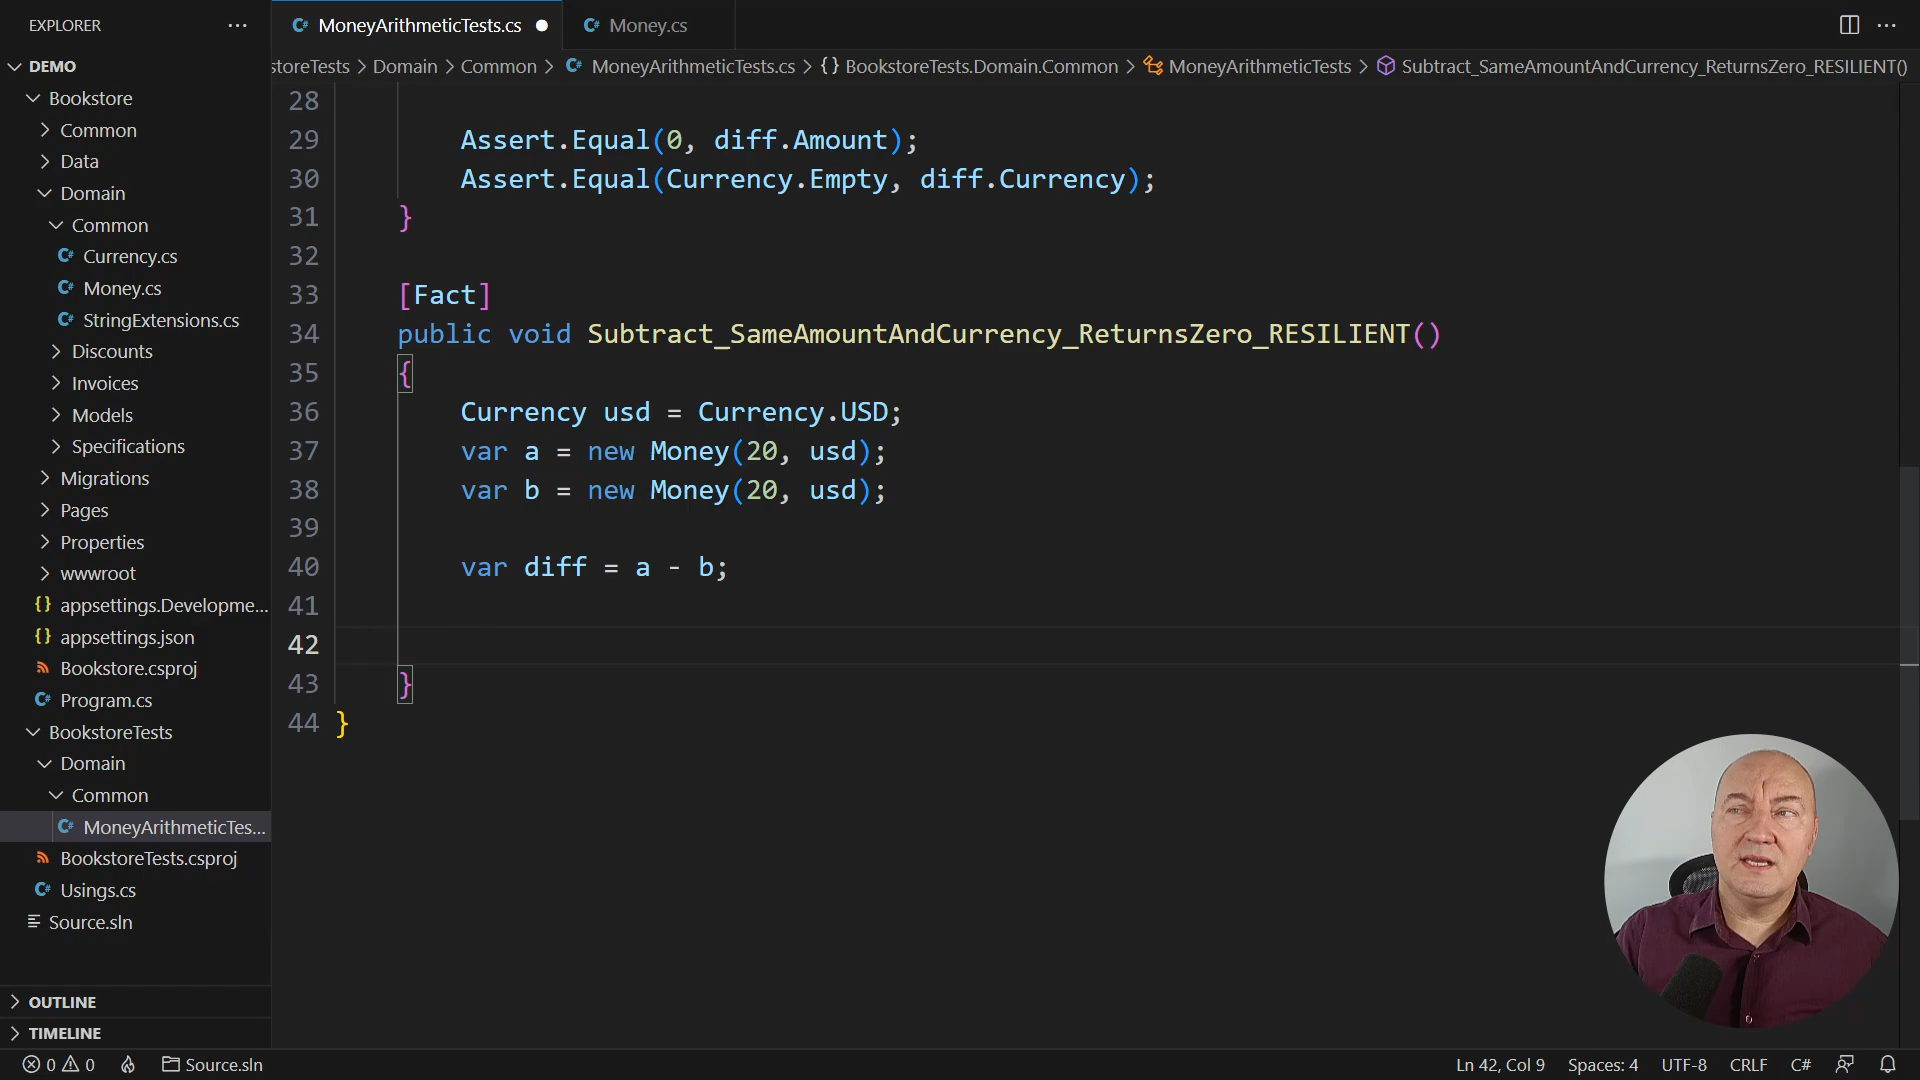 EXPLORER
DEMO
Bookstore
Common
Data
Domain
Common
Currency.cs
Money.cs
StringExtensions.cs
Discounts
Invoices
Models
Specifications
Migrations
Pages
Properties
wwwroot
appsettings.Developme...
appsettings.json
Bookstore.csproj
Program.cs
BookstoreTests
Domain
Common
MoneyArithmeticTes...
BookstoreTests.csproj
Usings.cs
Source.sln
OUTLINE
TIMELINE
MoneyArithmeticTests.cs
Money.cs
storeTests > Domain > Common > MoneyArithmeticTests.cs > {} BookstoreTests.Domain.Common > MoneyArithmeticTests > Subtract_SameAmountAndCurrency_ReturnsZero_RESILIENT()
28
29 Assert.Equal(0, diff.Amount);
30 Assert.Equal(Currency.Empty, diff.Currency);
31 }
32
33 [Fact]
34 public void Subtract_SameAmountAndCurrency_ReturnsZero_RESILIENT()
35 {
36 Currency usd = Currency.USD;
37 var a = new Money(20, usd);
38 var b = new Money(20, usd);
39
40 var diff = a - b;
41
42
43 }
44 }
0 0 Source.sln Ln 42, Col 9 Spaces: 4 UTF-8 CRLF C#